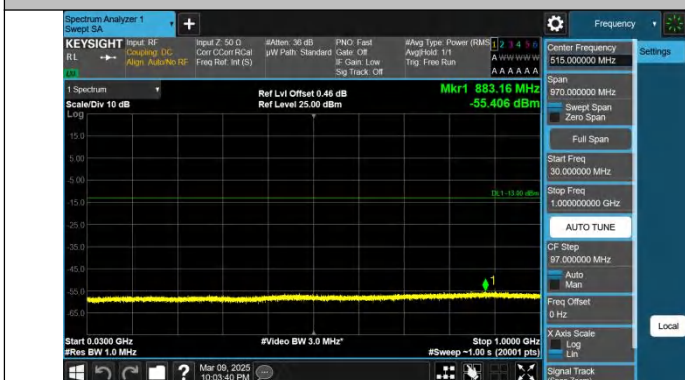 Spectrum Analyzer 1
Swept SA
Frequency
KEYSIGHT
RL
Input: RF
Coupling: DC
Align: Auto/No RF
Input Z: 50 Ω
Corr CCorr RCal
Freq Ref: Int (S)
#Atten: 36 dB
µW Path: Standard
PNO: Fast
Gate: Off
IF Gain: Low
Sig Track: Off
#Avg Type: Power (RMS
Avg|Hold: 1/1
Trig: Free Run
1 2 3 4 5 6
A W W W W W
A A A A A A
LXI
1 Spectrum
Scale/Div 10 dB
Log
Ref Lvl Offset 0.46 dB
Ref Level 25.00 dBm
Mkr1 883.16 MHz
-55.406 dBm
15.0
5.00
-5.00
-15.0
-25.0
-35.0
-45.0
-55.0
-65.0
DL1 -13.00 dBm
1
Start 0.0300 GHz
#Res BW 1.0 MHz
#Video BW 3.0 MHz*
Stop 1.0000 GHz
#Sweep ~1.00 s (20001 pts)
Mar 09, 2025
10:03:40 PM
Center Frequency
515.000000 MHz
Settings
Span
970.000000 MHz
Swept Span
Zero Span
Full Span
Start Freq
30.000000 MHz
Stop Freq
1.000000000 GHz
AUTO TUNE
CF Step
97.000000 MHz
Auto
Man
Freq Offset
0 Hz
X Axis Scale
Log
Lin
Local
Signal Track